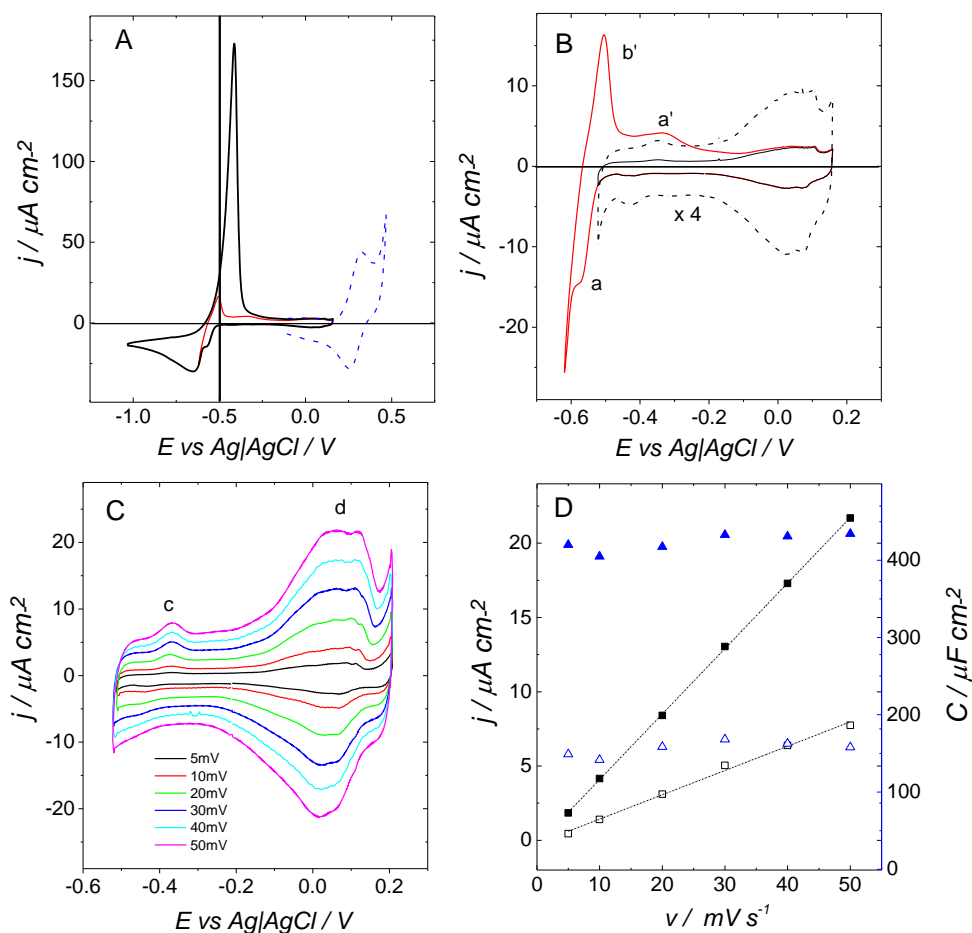 A
150
100
50
0
j / μA cm-2
-1.0
-0.5
0.0
0.5
E vs Ag|AgCl / V
B
b'
a'
10
0
-10
-20
x 4
a
j / μA cm-2
-0.6
-0.4
-0.2
0.0
0.2
E vs Ag|AgCl / V
C
d
c
20
10
0
-10
-20
j / μA cm-2
5mV
10mV
20mV
30mV
40mV
50mV
-0.6
-0.4
-0.2
0.0
0.2
E vs Ag|AgCl / V
D
20
15
10
5
0
j / μA cm-2
400
300
200
100
0
C / μF cm-2
0
10
20
30
40
50
v / mV s-1